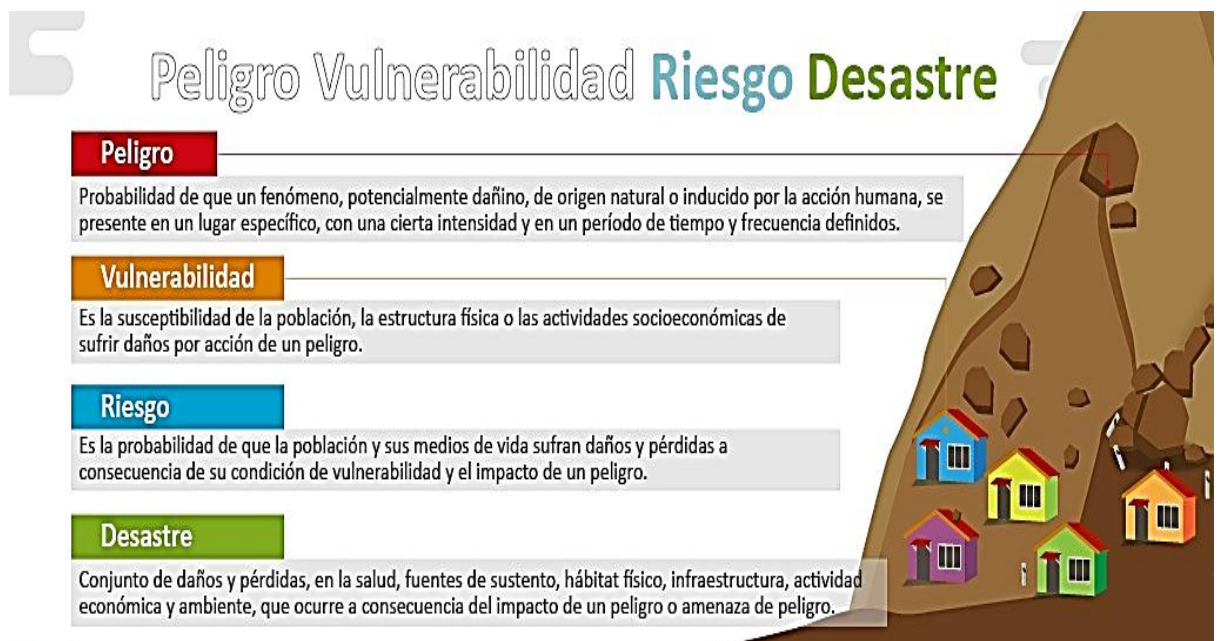 Peligro Vulnerabilidad Riesgo Desastre
Peligro
Probabilidad de que un fenómeno, potencialmente dañino, de origen natural o inducido por la acción humana, se
presente en un lugar específico, con una cierta intensidad y en un período de tiempo y frecuencia definidos.
Vulnerabilidad
Es la susceptibilidad de la población, la estructura física o las actividades socioeconómicas de
sufrir daños por acción de un peligro.
Riesgo
Es la probabilidad de que la población y sus medios de vida sufran daños y pérdidas a
consecuencia de su condición de vulnerabilidad y el impacto de un peligro.
Desastre
Conjunto de daños y pérdidas, en la salud, fuentes de sustento, hábitat físico, infraestructura, actividad
económica y ambiente, que ocurre a consecuencia del impacto de un peligro o amenaza de peligro.